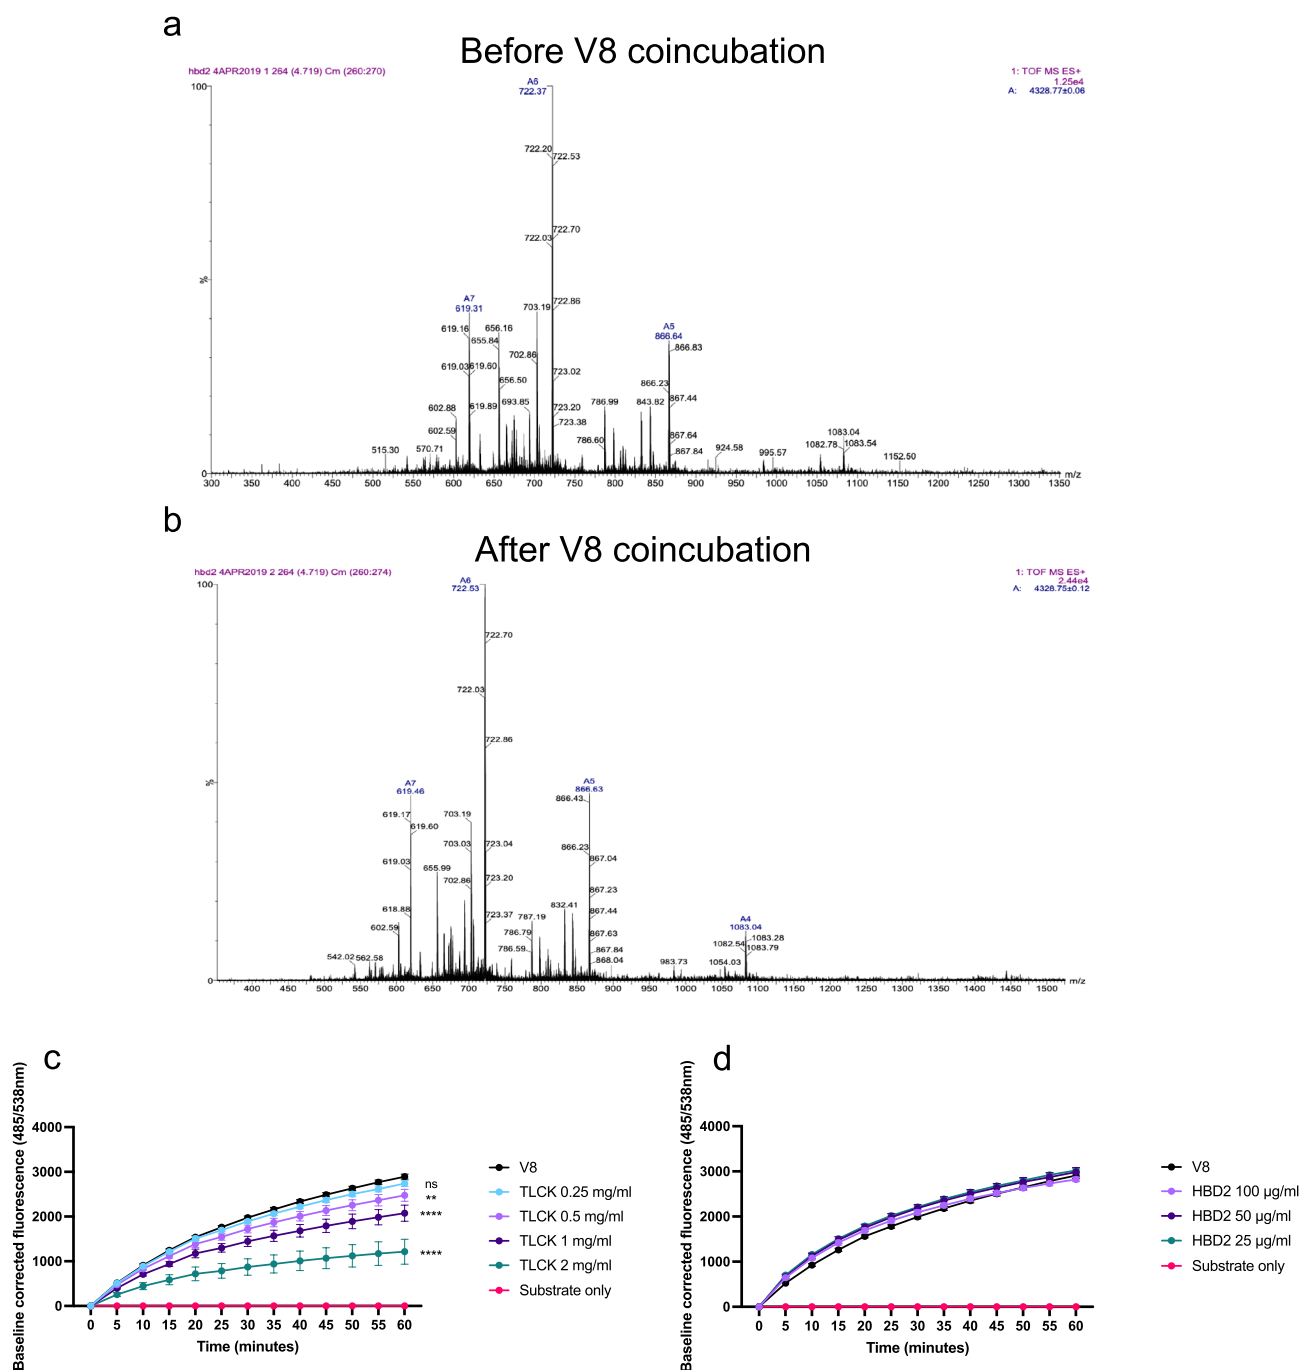 a
Before V8 coincubation
hbd2 4APR2019 1 264 (4.719) Cm (260:270)
1: TOF MS ES+
1.25e4
A: 4328.77±0.06
100
%
0
A6
722.37
722.20
722.53
722.70
722.03
722.86
723.02
723.20
723.38
A7
619.31
619.16
619.03
619.60
619.89
602.88
602.59
515.30
570.71
656.16
655.84
656.50
693.85
703.19
702.86
786.99
786.60
843.82
A5
866.64
866.83
866.23
867.44
867.64
867.84
924.58
995.57
1083.04
1082.78
1083.54
1152.50
300 350 400 450 500 550 600 650 700 750 800 850 900 950 1000 1050 1100 1150 1200 1250 1300 1350
m/z
b
After V8 coincubation
hbd2 4APR2019 2 264 (4.719) Cm (260:274)
1: TOF MS ES+
2.44e4
A: 4328.75±0.12
100
%
0
A6
722.53
722.70
722.03
722.86
723.04
723.20
723.37
A7
619.46
619.17
619.60
619.03
618.88
602.59
542.02
562.58
655.99
703.19
703.03
702.86
787.19
786.79
786.59
832.41
A5
866.63
866.43
866.23
867.04
867.23
867.44
867.63
867.84
868.04
983.73
A4
1083.04
1082.54
1083.28
1083.79
1054.03
400 450 500 550 600 650 700 750 800 850 900 950 1000 1050 1100 1150 1200 1250 1300 1350 1400 1450 1500
m/z
c
Baseline corrected fluorescence (485/538nm)
4000
3000
2000
1000
0
0 5 10 15 20 25 30 35 40 45 50 55 60
Time (minutes)
ns
**
****
****
V8
TLCK 0.25 mg/ml
TLCK 0.5 mg/ml
TLCK 1 mg/ml
TLCK 2 mg/ml
Substrate only
d
Baseline corrected fluorescence (485/538nm)
4000
3000
2000
1000
0
0 5 10 15 20 25 30 35 40 45 50 55 60
Time (minutes)
V8
HBD2 100 µg/ml
HBD2 50 µg/ml
HBD2 25 µg/ml
Substrate only